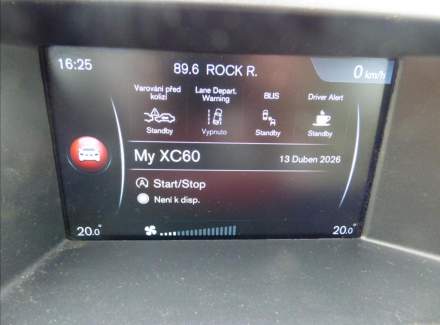 16:25 89.6 ROCK R. 0 km/h
Varování před kolizí
Standby
Lane Depart. Warning
Vypnuto
BLIS
Standby
Driver Alert
Standby
My XC60 13 Duben 2026
Start/Stop
Není k disp.
20.0° 20.0°